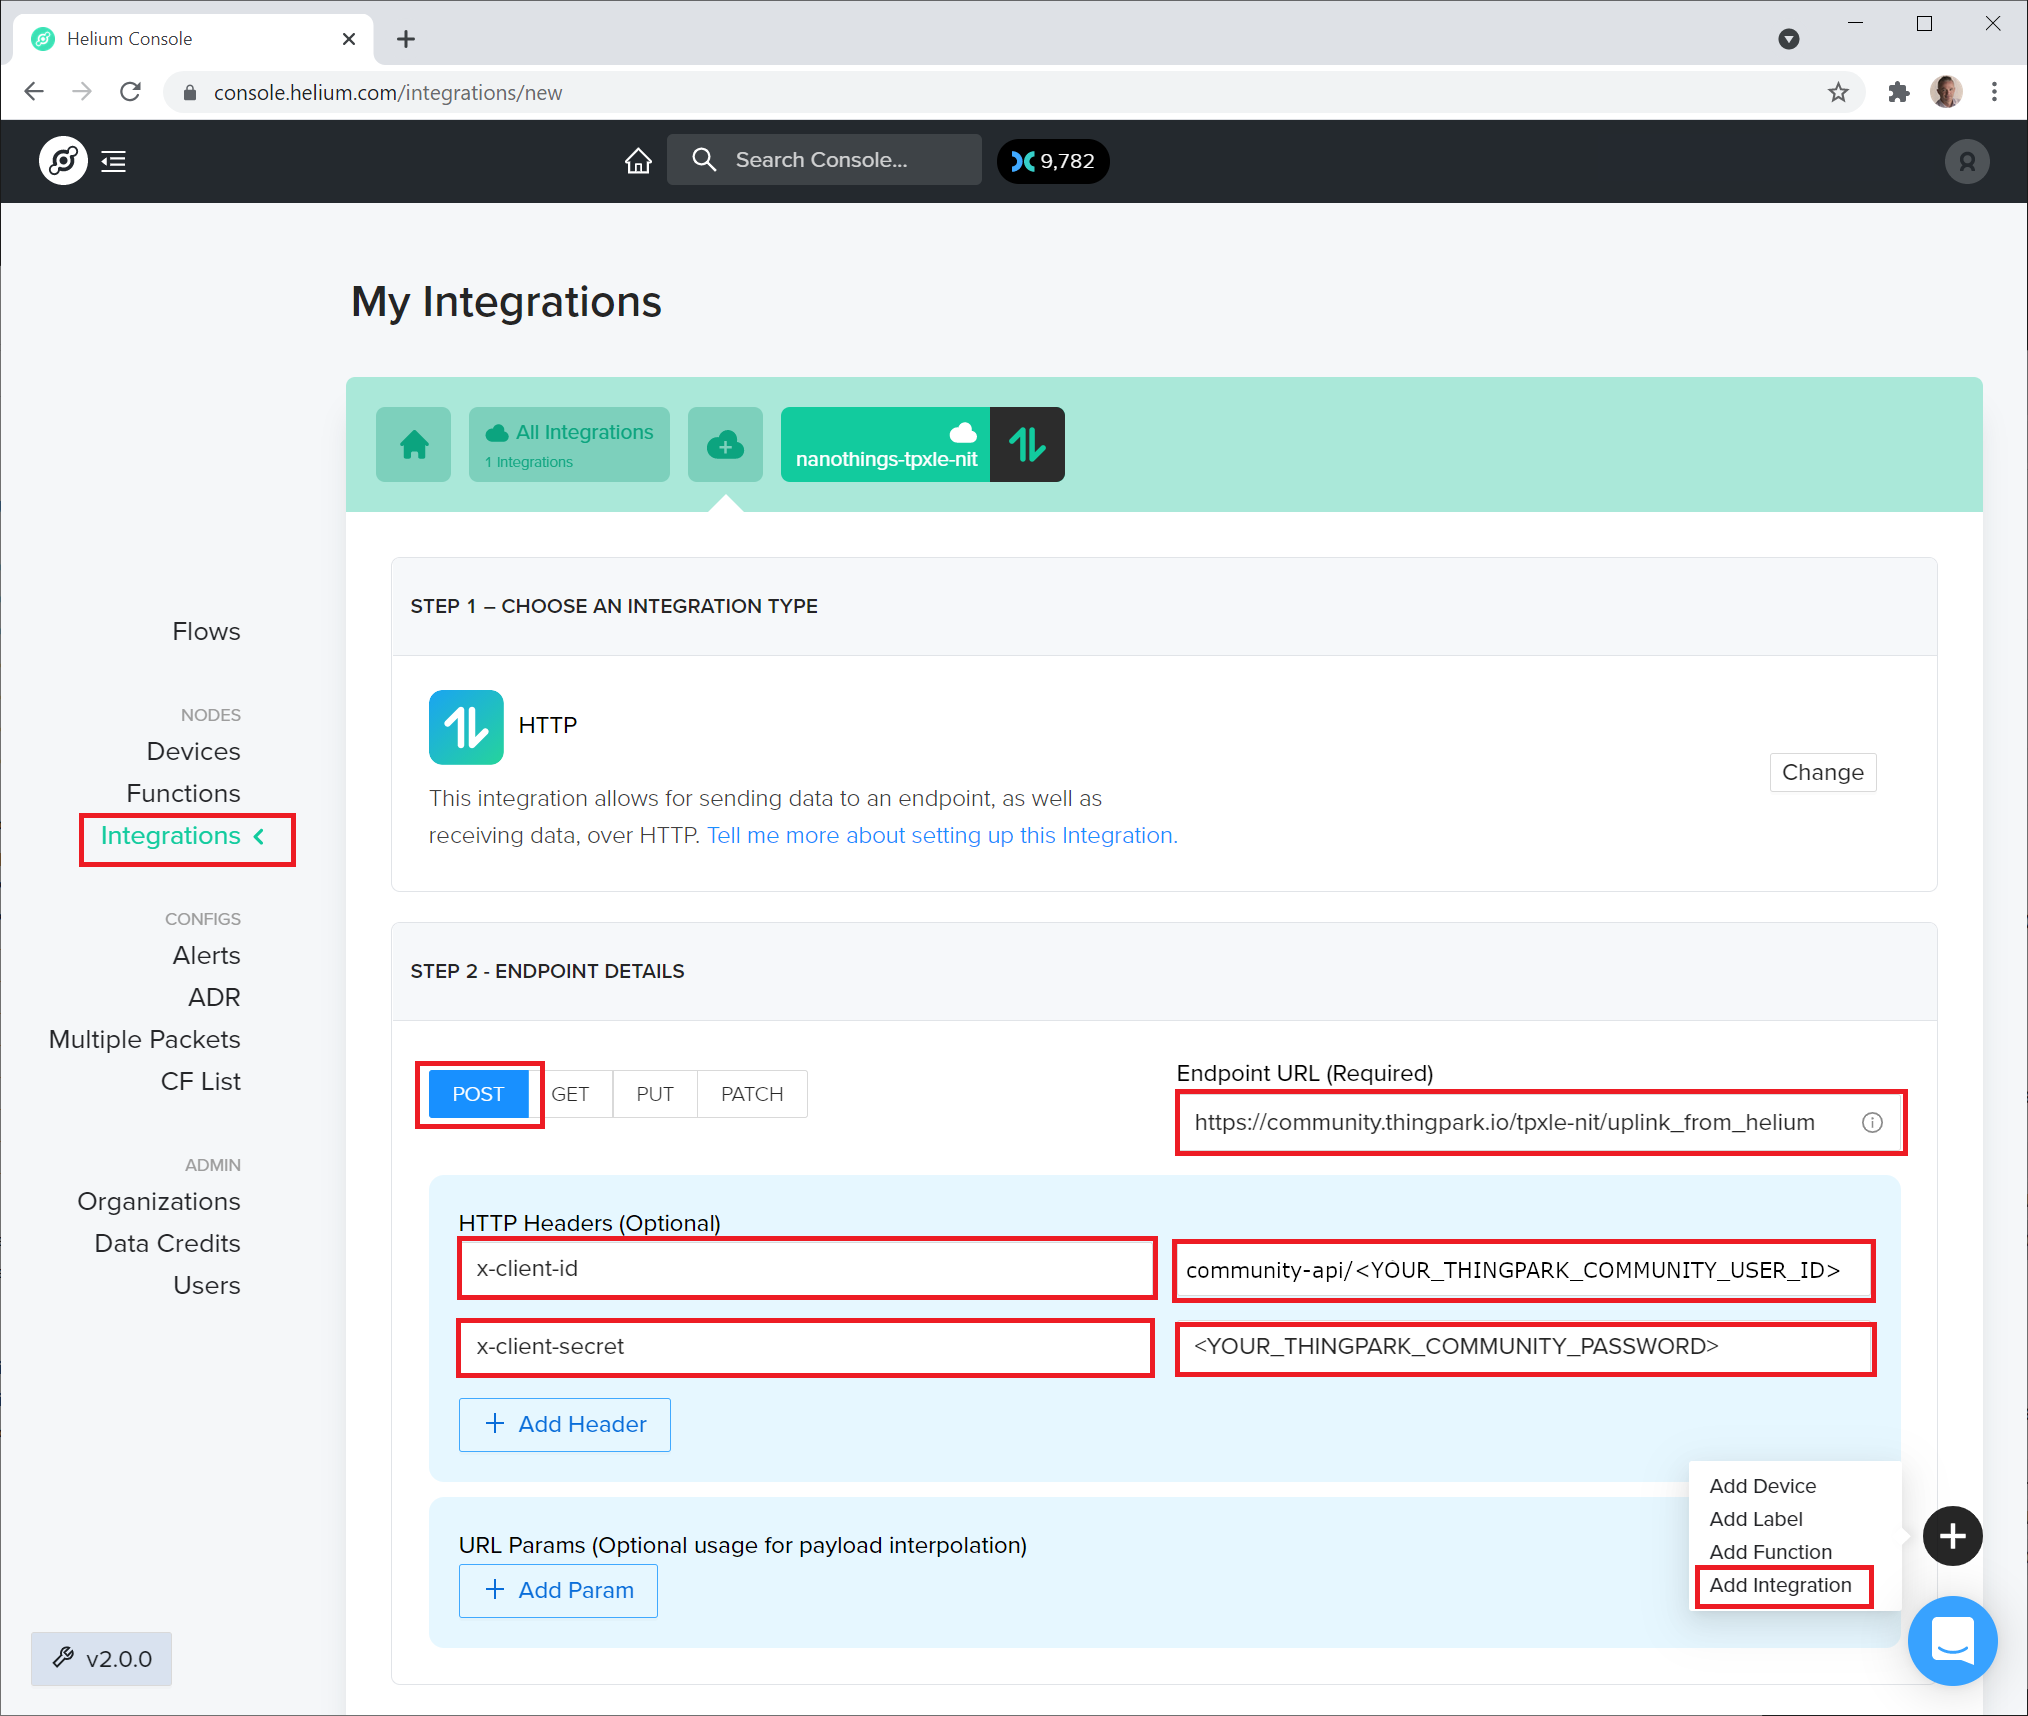 Helium Console
console.helium.com/integrations/new
Search Console...
9,782
My Integrations
All Integrations
1 Integrations
nanothings-tpxle-nit
Flows
NODES
Devices
Functions
Integrations
CONFIGS
Alerts
ADR
Multiple Packets
CF List
ADMIN
Organizations
Data Credits
Users
v2.0.0
STEP 1 – CHOOSE AN INTEGRATION TYPE
HTTP
This integration allows for sending data to an endpoint, as well as
receiving data, over HTTP. Tell me more about setting up this Integration.
Change
STEP 2 - ENDPOINT DETAILS
POST GET PUT PATCH
Endpoint URL (Required)
https://community.thingpark.io/tpxle-nit/uplink_from_helium
HTTP Headers (Optional)
x-client-id
community-api/<YOUR_THINGPARK_COMMUNITY_USER_ID>
x-client-secret
<YOUR_THINGPARK_COMMUNITY_PASSWORD>
+ Add Header
URL Params (Optional usage for payload interpolation)
+ Add Param
Add Device
Add Label
Add Function
Add Integration